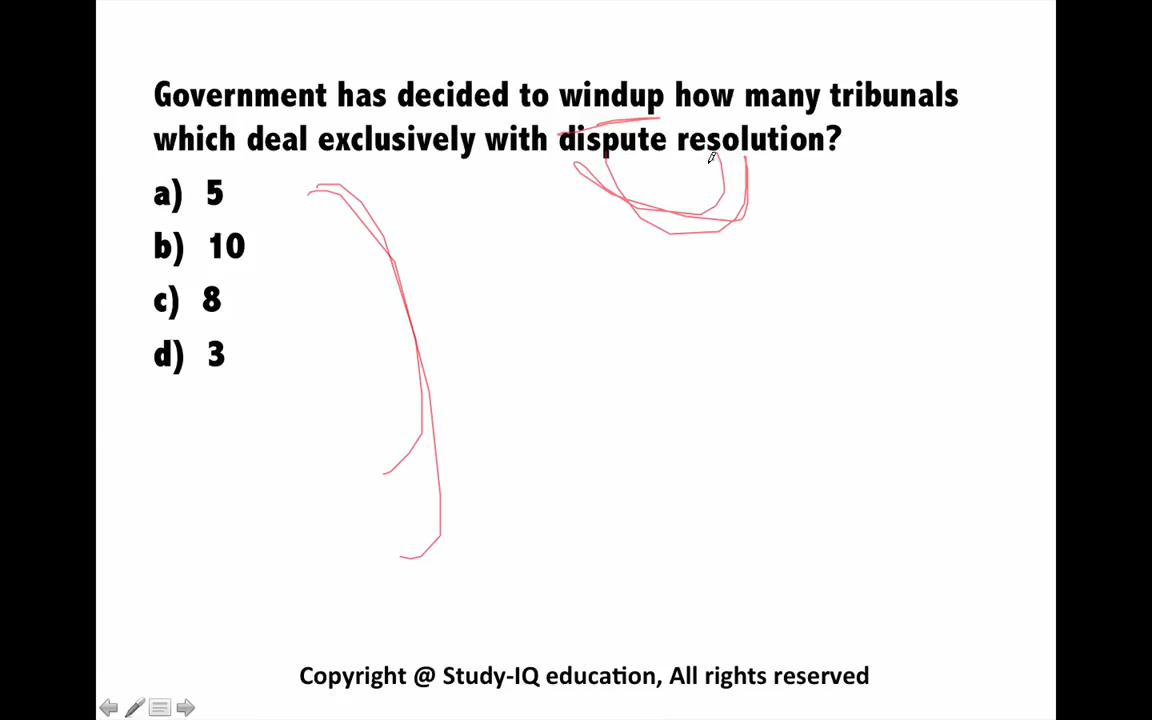 Government has decided to windup how many tribunals
which deal exclusively with dispute resolution?
a) 5
b) 10
c) 8
d) 3
Copyright @ Study-IQ education, All rights reserved